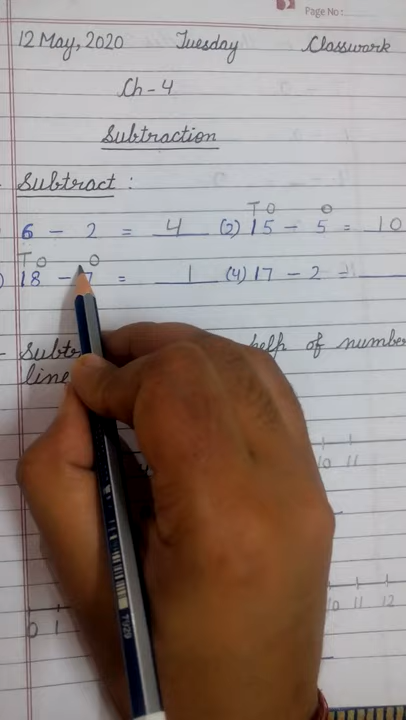 Page No:
12 May, 2020 Tuesday Classwork
Ch - 4
Subtraction
Subtract :
T O O
6 - 2 = 4 (2) 15 - 5 = 10
T O O
) 18 - 7 = 1 (4) 17 - 2 =
- Subtr help of number
line
10 11
0 1 10 11 12